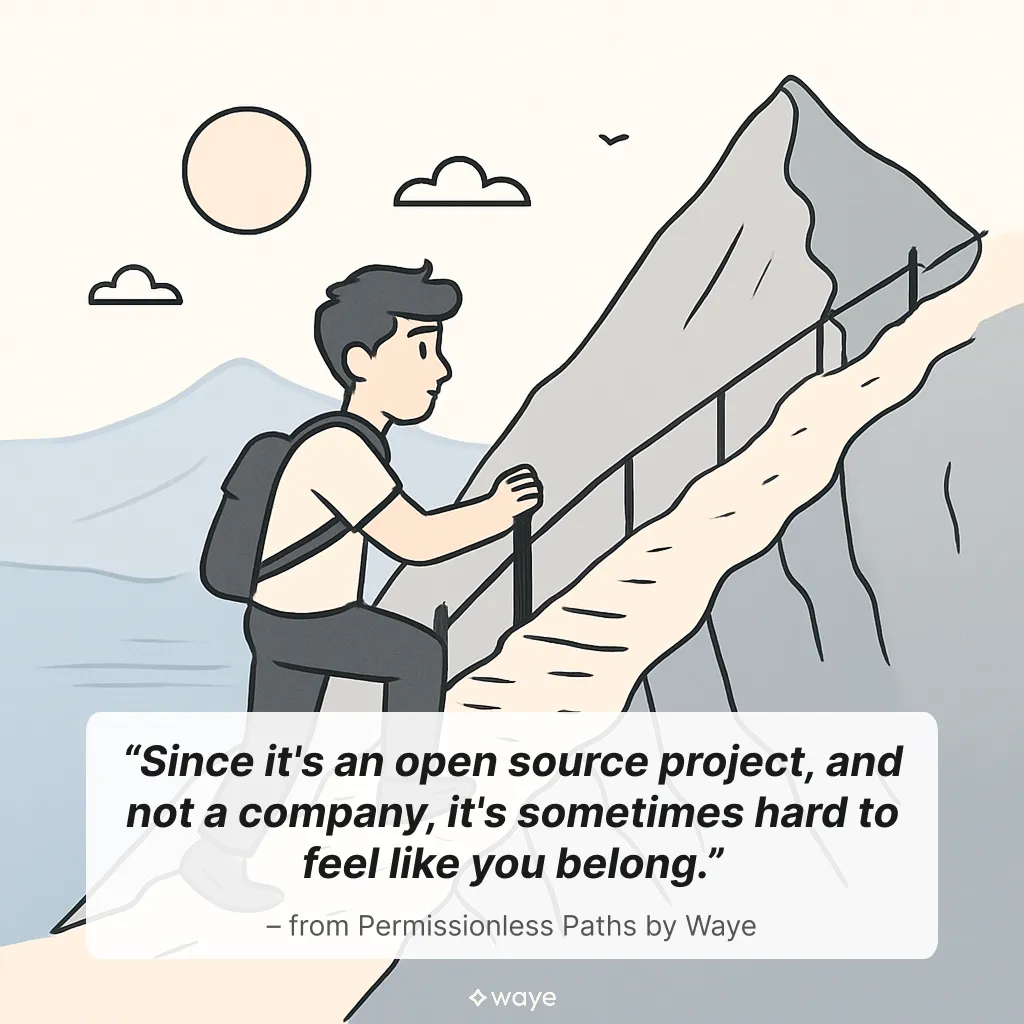 “Since it's an open source project, and
not a company, it's sometimes hard to
feel like you belong.”
– from Permissionless Paths by Waye
waye